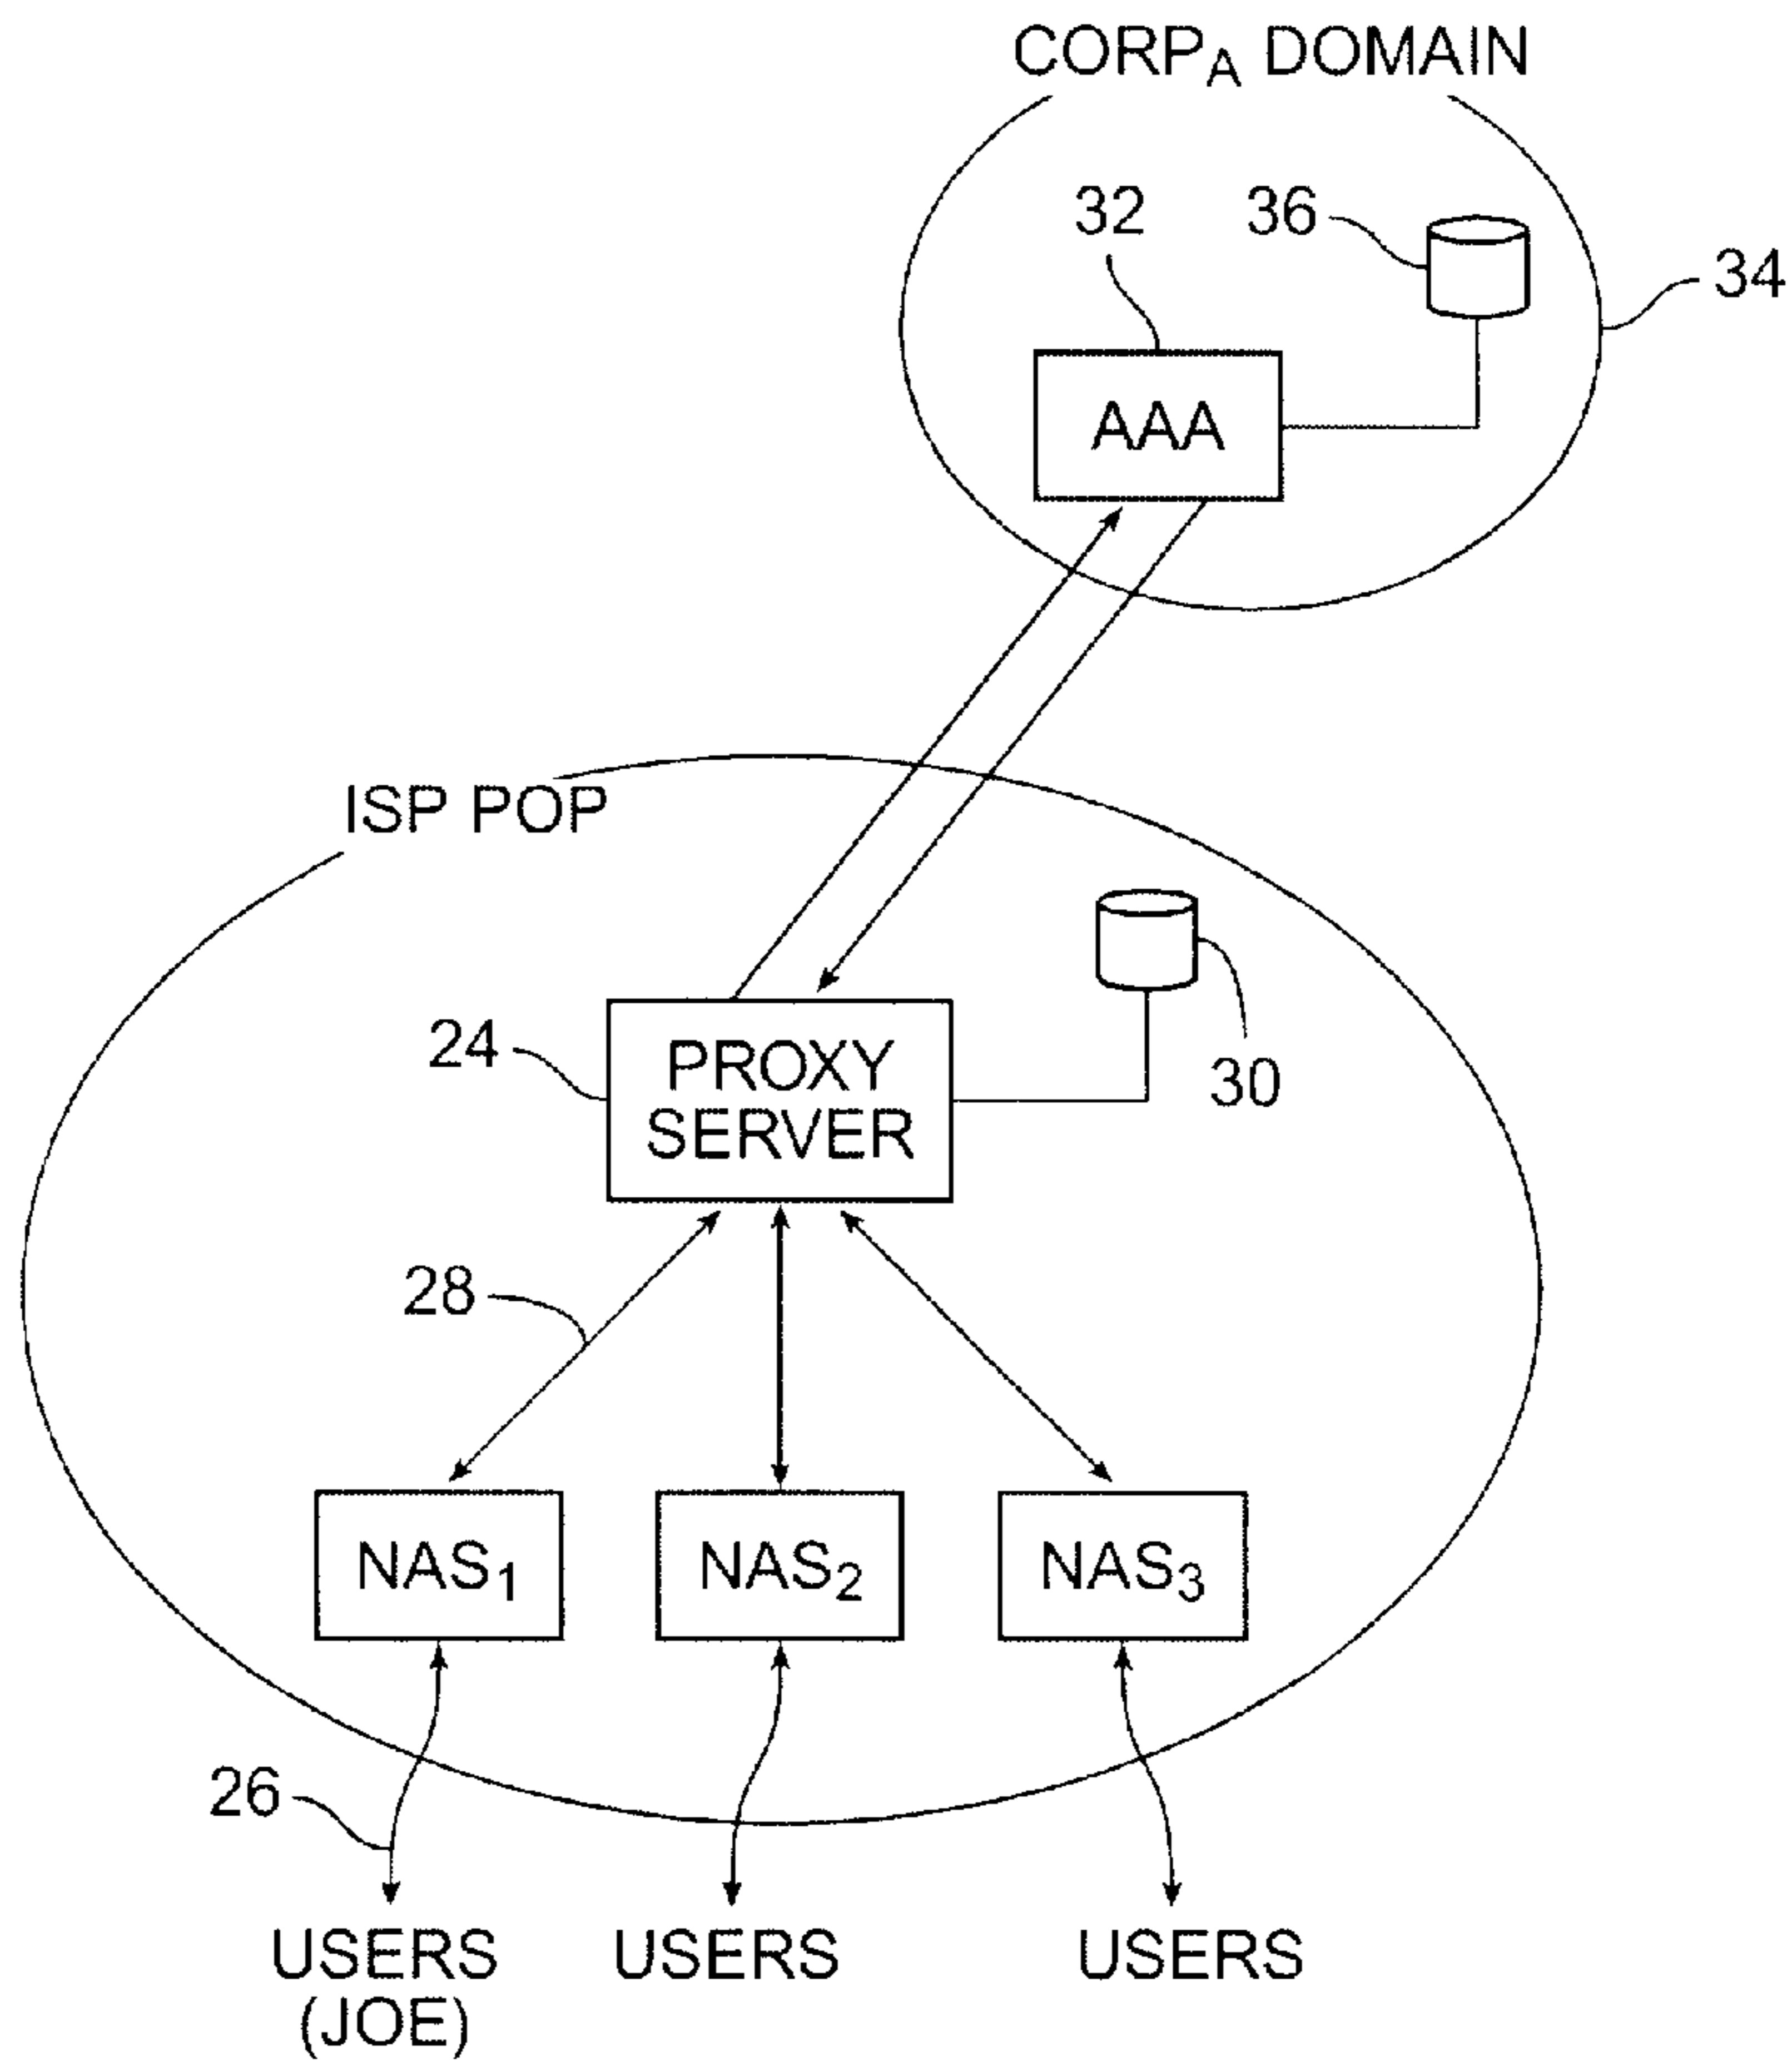 CORPA DOMAIN
32
36
34
AAA
ISP POP
30
24
PROXY
SERVER
28
NAS1
NAS2
NAS3
26
USERS
(JOE)
USERS
USERS